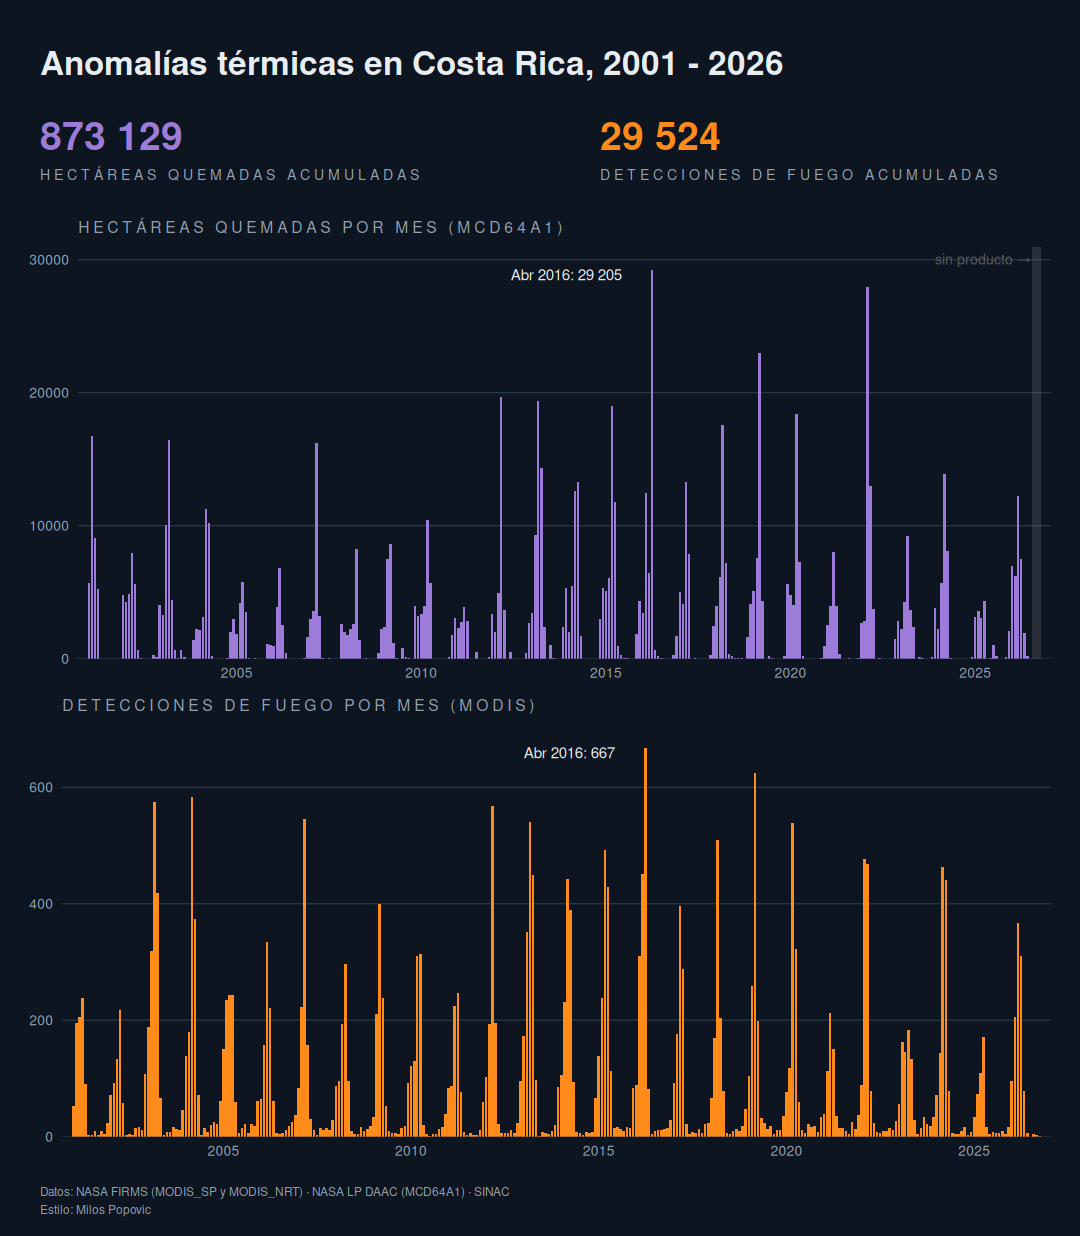 Anomalías térmicas en Costa Rica, 2001 - 2026
873 129
HECTÁREAS QUEMADAS ACUMULADAS
29 524
DETECCIONES DE FUEGO ACUMULADAS
HECTÁREAS QUEMADAS POR MES (MCD64A1)
30000
sin producto →
Abr 2016: 29 205
20000
10000
0
2005 2010 2015 2020 2025
DETECCIONES DE FUEGO POR MES (MODIS)
Abr 2016: 667
600
400
200
0
2005 2010 2015 2020 2025
Datos: NASA FIRMS (MODIS_SP y MODIS_NRT) · NASA LP DAAC (MCD64A1) · SINAC
Estilo: Milos Popovic